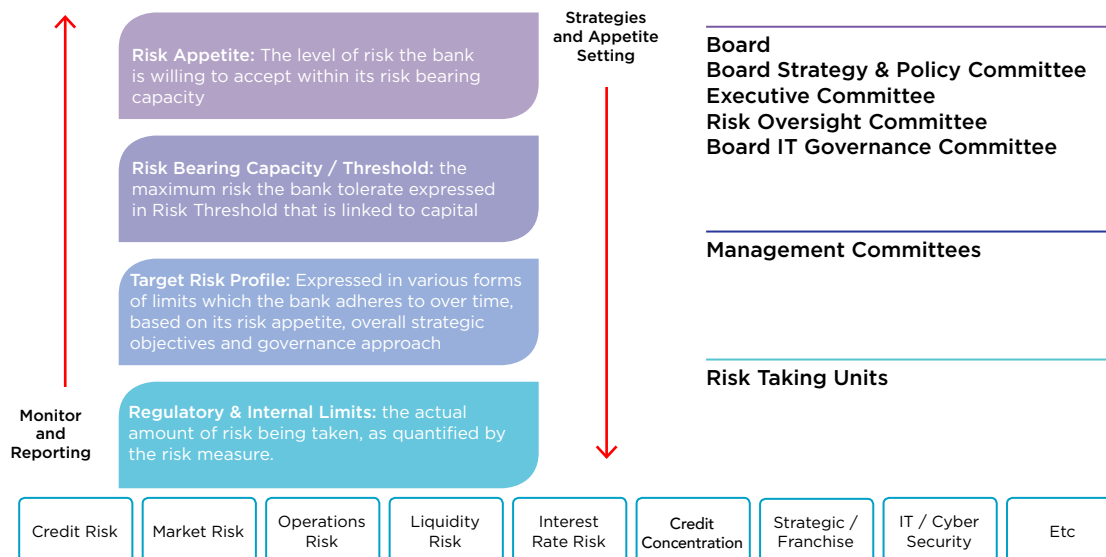 Strategies
and Appetite
Setting
Risk Appetite: The level of risk the bank
is willing to accept within its risk bearing
capacity
Risk Bearing Capacity / Threshold: the
maximum risk the bank tolerate expressed
in Risk Threshold that is linked to capital
Target Risk Profile: Expressed in various forms
of limits which the bank adheres to over time,
based on its risk appetite, overall strategic
objectives and governance approach
Regulatory & Internal Limits: the actual
amount of risk being taken, as quantified by
the risk measure.
Monitor
and
Reporting
Board
Board Strategy & Policy Committee
Executive Committee
Risk Oversight Committee
Board IT Governance Committee
Management Committees
Risk Taking Units
Credit Risk
Market Risk
Operations
Risk
Liquidity
Risk
Interest
Rate Risk
Credit
Concentration
Strategic /
Franchise
IT / Cyber
Security
Etc